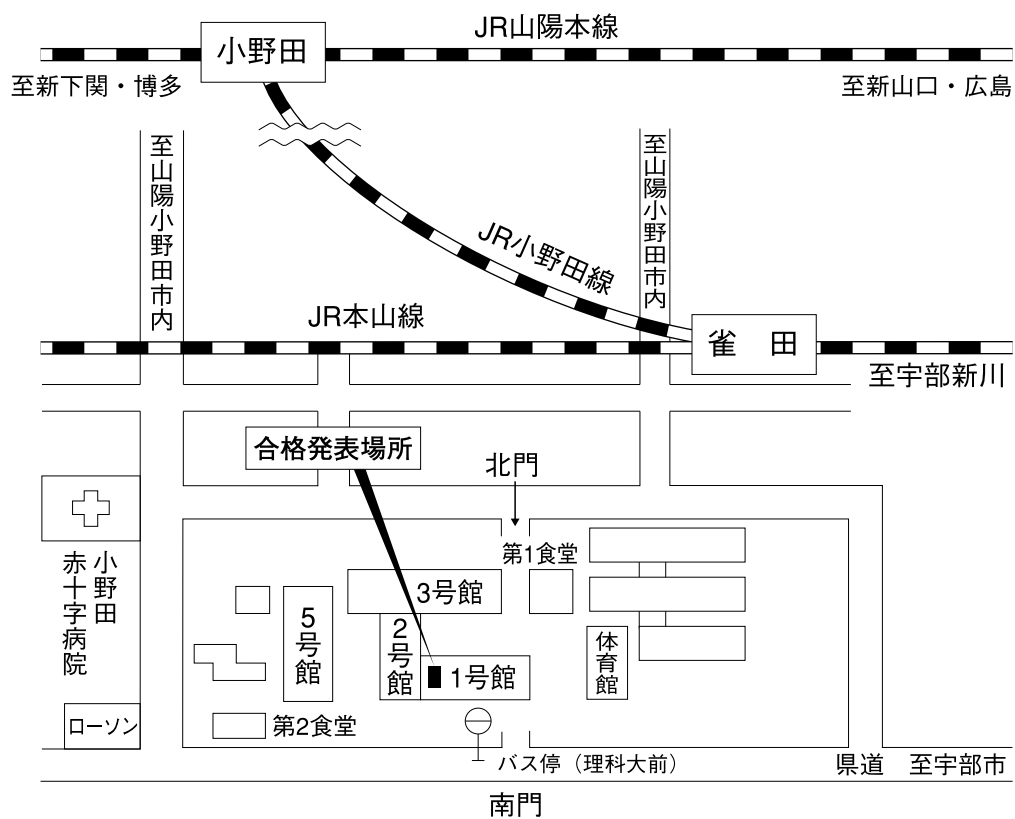 JR山陽本線
小野田
至新下関・博多
至新山口・広島
至山陽小野田市内
至山陽小野田市内
JR小野田線
JR本山線
雀　田
至宇部新川
合格発表場所
北門
第1食堂
小野田
赤十字病院
3号館
5号館
2号館
1号館
体育館
ローソン
第2食堂
バス停（理科大前）
県道
至宇部市
南門